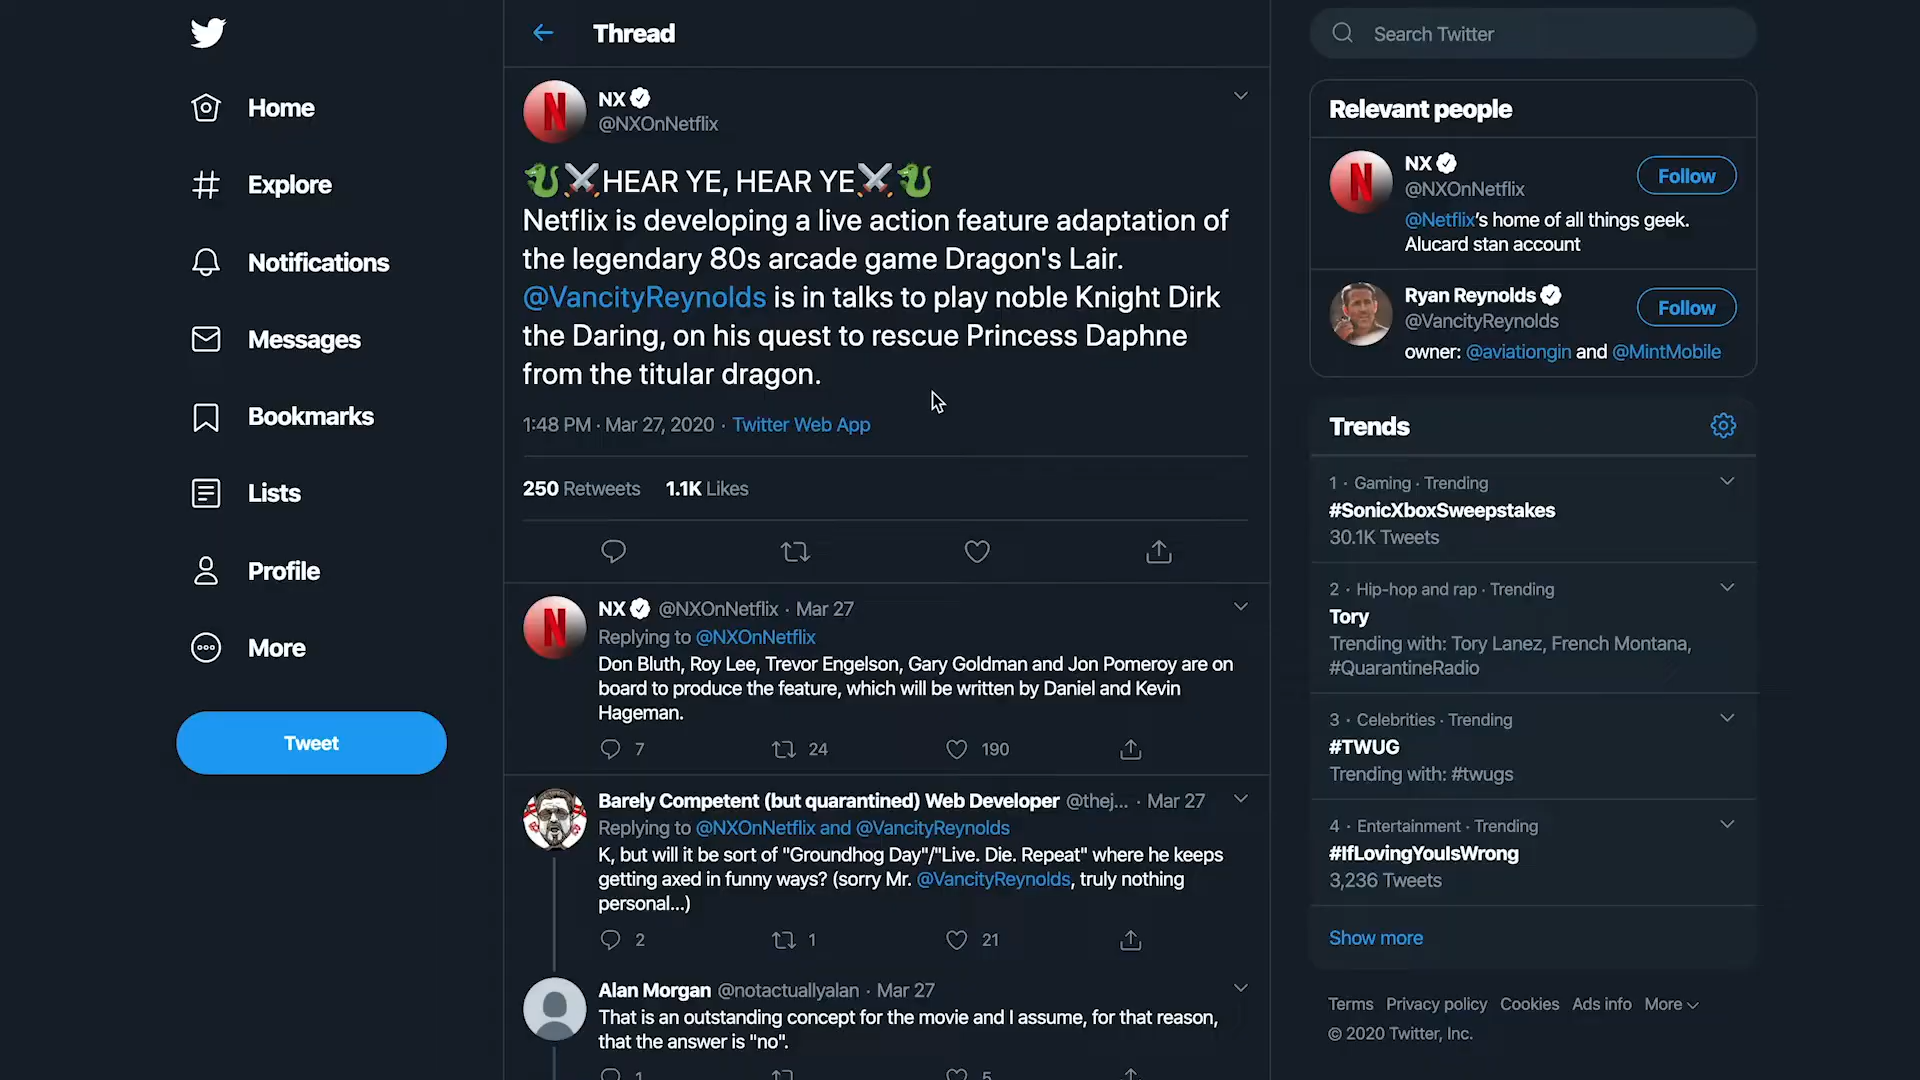 Home
Explore
Notifications
Messages
Bookmarks
Lists
Profile
More
Tweet
Thread
NX
@NXOnNetflix
HEAR YE, HEAR YE
Netflix is developing a live action feature adaptation of
the legendary 80s arcade game Dragon's Lair.
@VancityReynolds is in talks to play noble Knight Dirk
the Daring, on his quest to rescue Princess Daphne
from the titular dragon.
1:48 PM · Mar 27, 2020 · Twitter Web App
250 Retweets 1.1K Likes
NX @NXOnNetflix · Mar 27
Replying to @NXOnNetflix
Don Bluth, Roy Lee, Trevor Engelson, Gary Goldman and Jon Pomeroy are on
board to produce the feature, which will be written by Daniel and Kevin
Hageman.
7 24 190
Barely Competent (but quarantined) Web Developer @thej... · Mar 27
Replying to @NXOnNetflix and @VancityReynolds
K, but will it be sort of "Groundhog Day"/"Live. Die. Repeat" where he keeps
getting axed in funny ways? (sorry Mr. @VancityReynolds, truly nothing
personal...)
2 1 21
Alan Morgan @notactuallyalan · Mar 27
That is an outstanding concept for the movie and I assume, for that reason,
that the answer is "no".
1 5
Search Twitter
Relevant people
NX
@NXOnNetflix
Follow
@Netflix's home of all things geek.
Alucard stan account
Ryan Reynolds
@VancityReynolds
Follow
owner: @aviationgin and @MintMobile
Trends
1 · Gaming · Trending
#SonicXboxSweepstakes
30.1K Tweets
2 · Hip-hop and rap · Trending
Tory
Trending with: Tory Lanez, French Montana,
#QuarantineRadio
3 · Celebrities · Trending
#TWUG
Trending with: #twugs
4 · Entertainment · Trending
#IfLovingYouIsWrong
3,236 Tweets
Show more
Terms Privacy policy Cookies Ads info More
© 2020 Twitter, Inc.